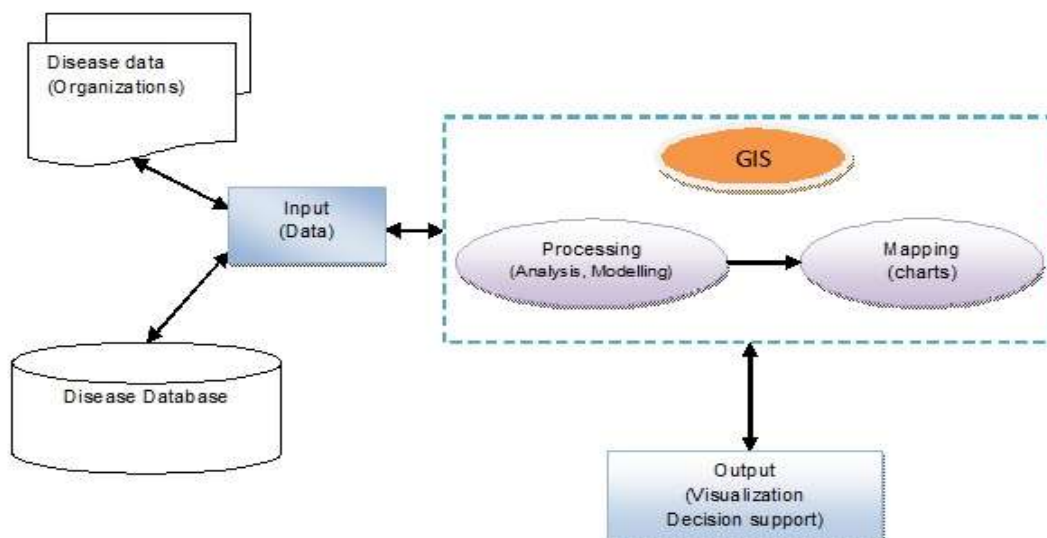 Disease data
(Organizations)
GIS
Input
(Data)
Processing
(Analysis, Modelling)
Mapping
(charts)
Disease Database
Output
(Visualization
Decision support)